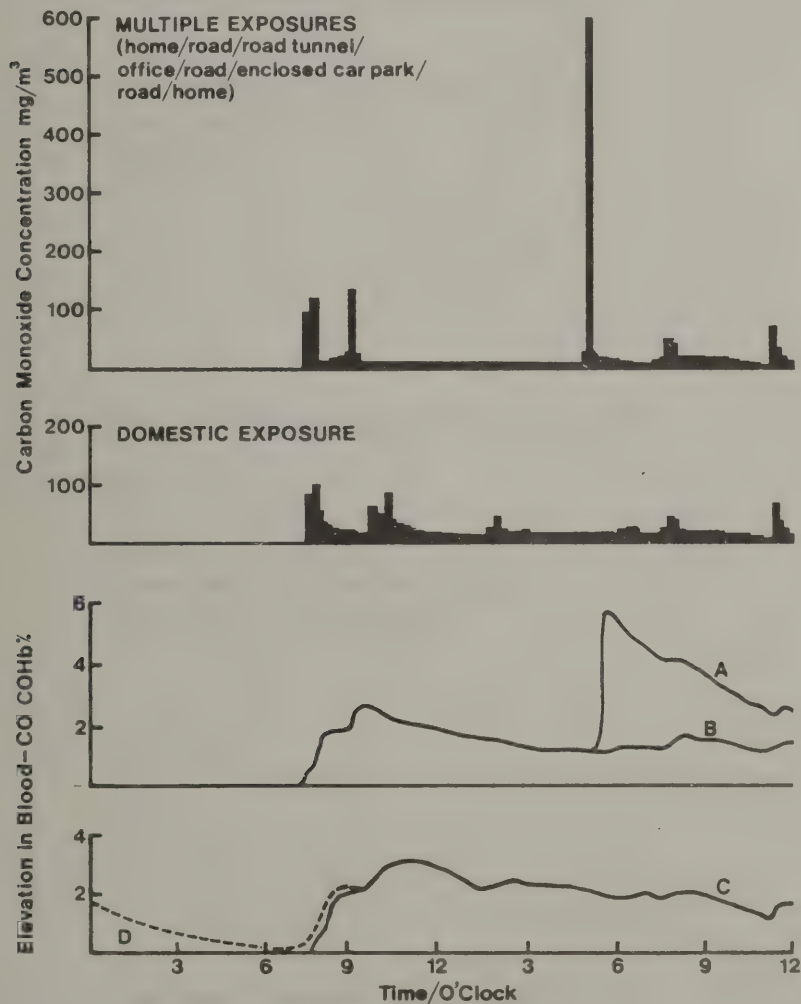 MULTIPLE EXPOSURES
(home/road/road tunnel/
office/road/enclosed car park/
road/home)
600
500
400
300
200
100
Carbon Monoxide Concentration mg/m³
DOMESTIC EXPOSURE
200
100
6
4
2
A
B
Elevation in Blood-CO COHb%
4
2
C
D
3
6
9
12
3
6
9
12
Time/O'Clock